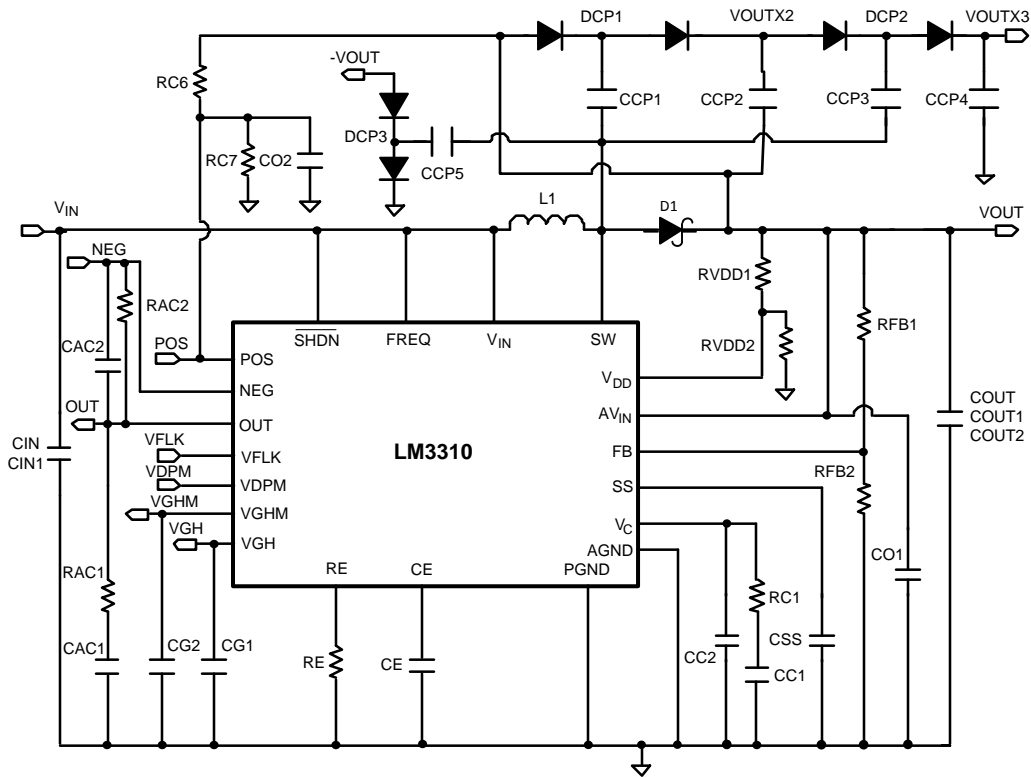 DCP1
VOUTX2
DCP2
VOUTX3
-VOUT
RC6
CCP1
CCP2
CCP3
CCP4
DCP3
RC7
CO2
CCP5
VIN
L1
D1
VOUT
NEG
RAC2
RVDD1
RFB1
CAC2
SHDN
FREQ
VIN
SW
RVDD2
POS
POS
VDD
NEG
AVIN
COUT
COUT1
COUT2
OUT
OUT
CIN
CIN1
VFLK
VFLK
LM3310
FB
RFB2
VDPM
VDPM
SS
VGHM
VGHM
VC
VGH
VGH
AGND
RE
CE
PGND
CO1
RAC1
RC1
CAC1
CG2
CG1
RE
CE
CC2
CSS
CC1